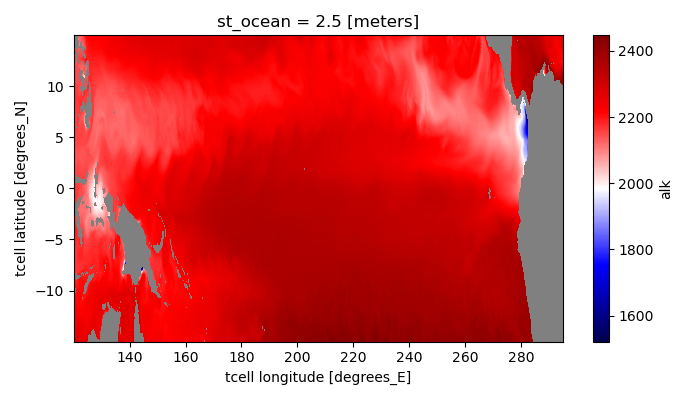 st_ocean = 2.5 [meters]
tcell latitude [degrees_N]
10
5
0
−5
−10
140 160 180 200 220 240 260 280
tcell longitude [degrees_E]
2400
2200
2000
1800
1600
alk